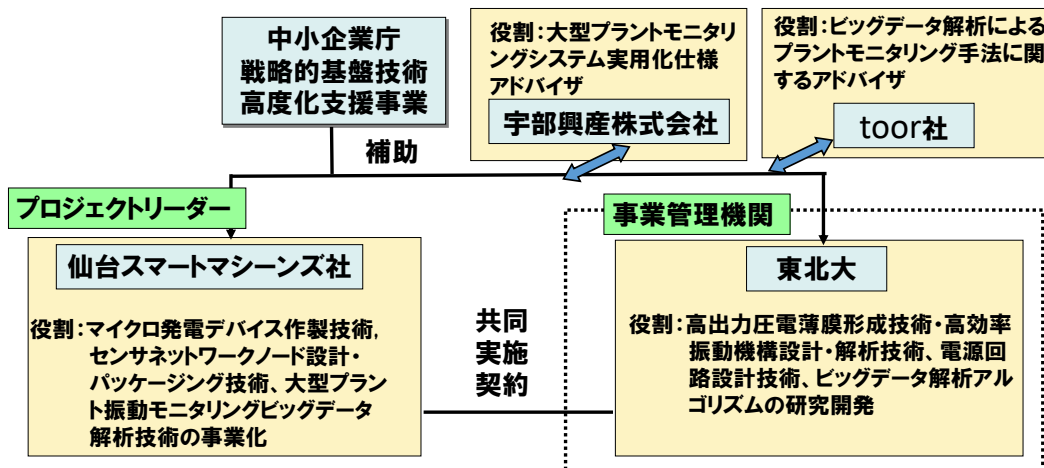 中小企業庁
戦略的基盤技術
高度化支援事業
役割：大型プラントモニタリ
ングシステム実用化仕様
アドバイザ
宇部興産株式会社
役割：ビッグデータ解析による
プラントモニタリング手法に関
するアドバイザ
toor社
補助
プロジェクトリーダー
仙台スマートマシーンズ社
役割：マイクロ発電デバイス作製技術,
センサネットワークノード設計・
パッケージング技術、大型プラン
ト振動モニタリングビッグデータ
解析技術の事業化
共同
実施
契約
事業管理機関
東北大
役割：高出力圧電薄膜形成技術・高効率
振動機構設計・解析技術、電源回
路設計技術、ビッグデータ解析アル
ゴリズムの研究開発